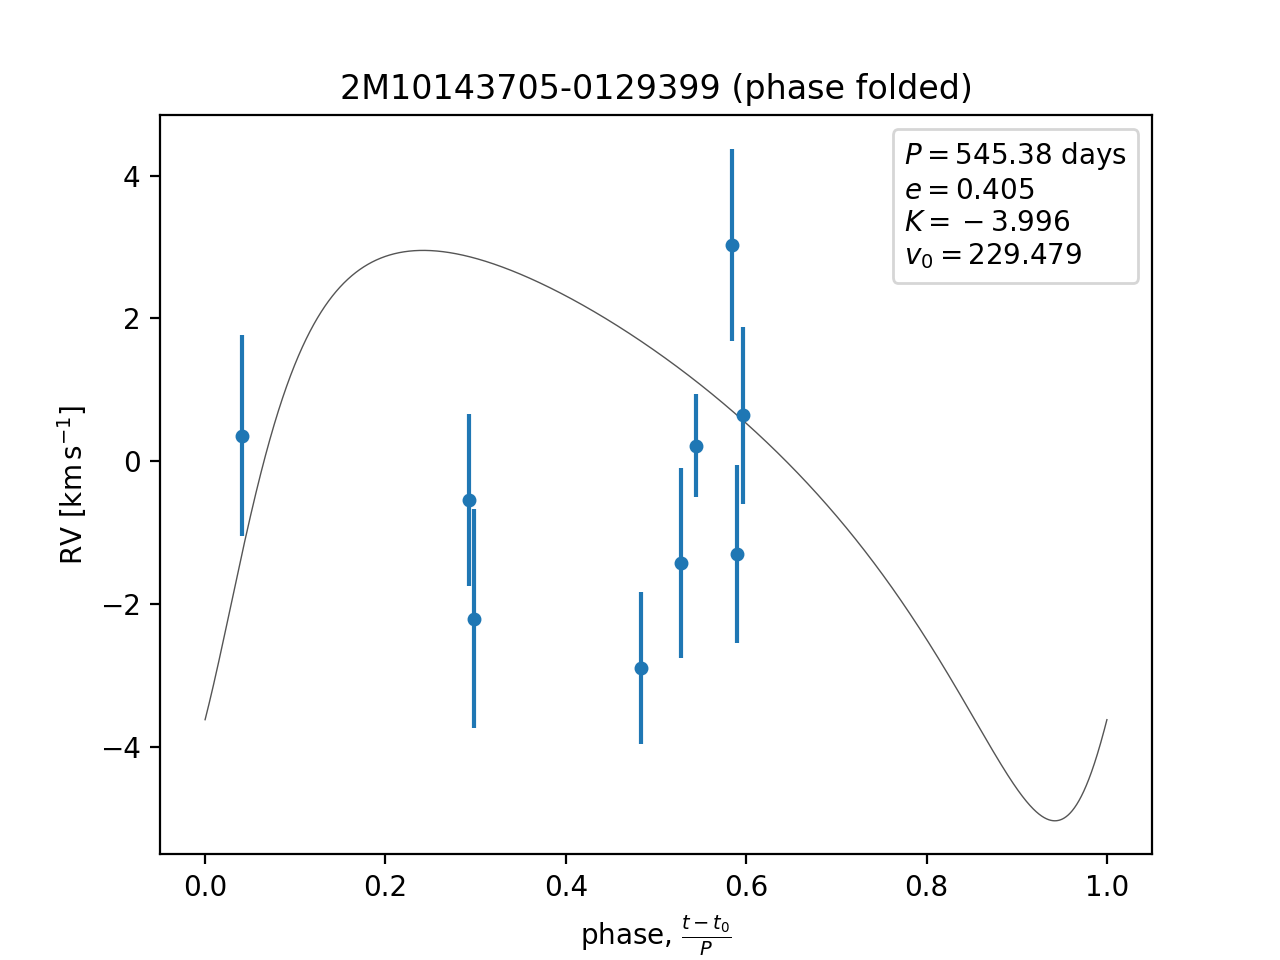 2M10143705-0129399 (phase folded)
P = 545.38 days
e = 0.405
K = − 3.996
v₀ = 229.479
4
2
0
−2
−4
RV [km s⁻¹]
0.0 0.2 0.4 0.6 0.8 1.0
phase, (t − t₀)/P